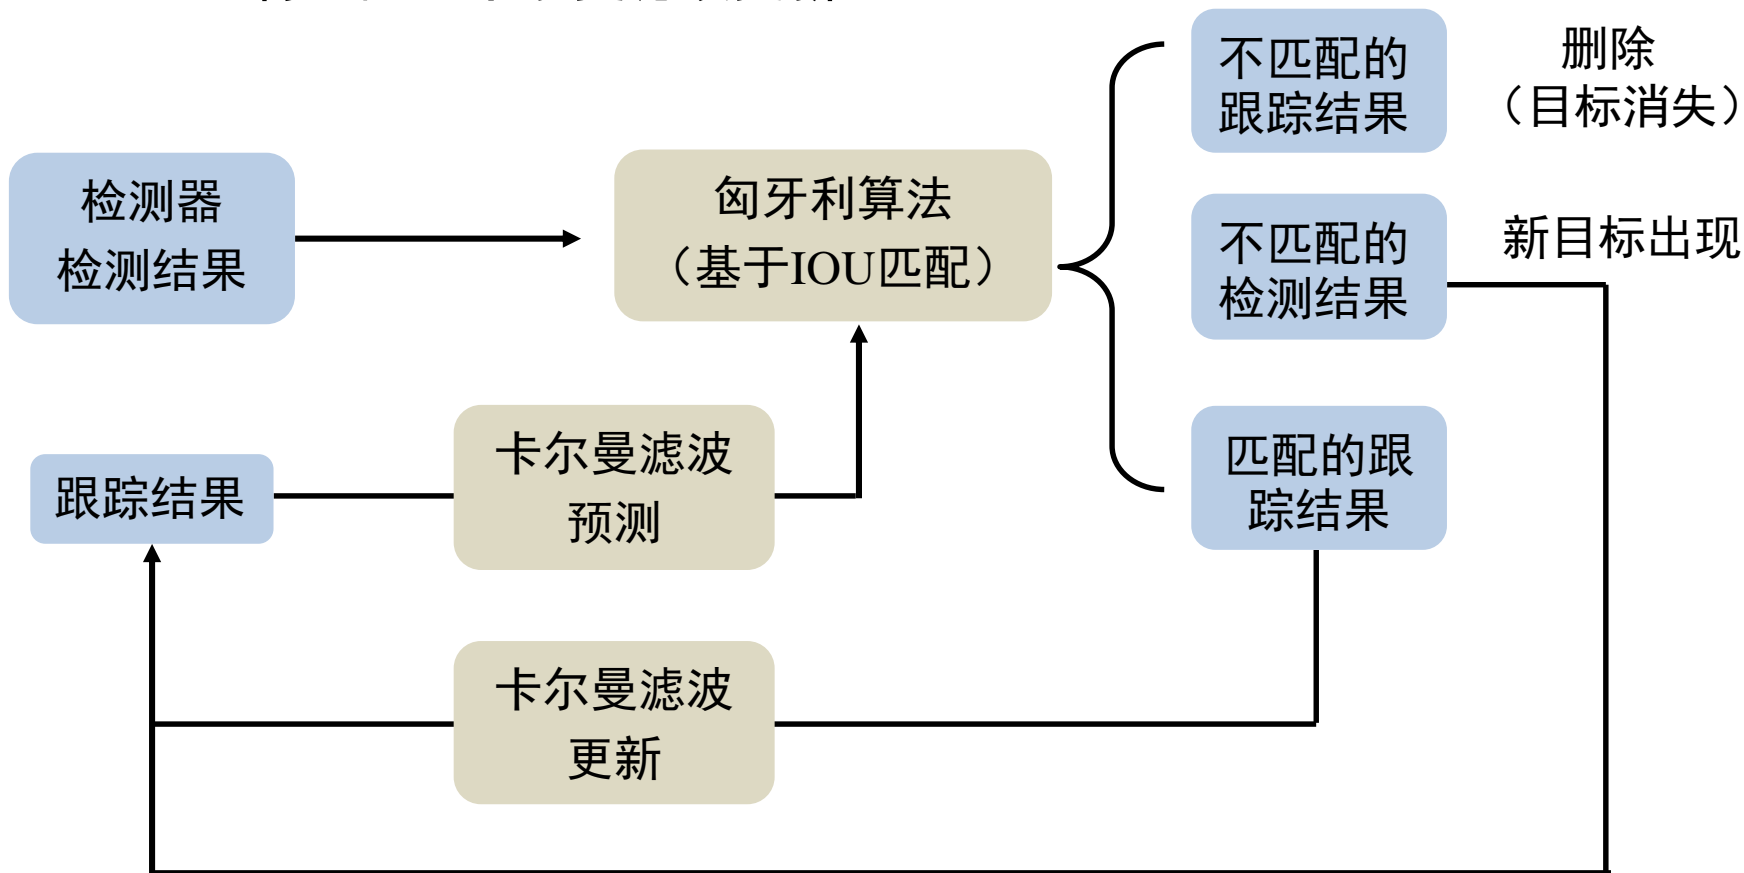 检测器
检测结果
匈牙利算法
（基于IOU匹配）
不匹配的
跟踪结果
删除
（目标消失）
不匹配的
检测结果
新目标出现
跟踪结果
卡尔曼滤波
预测
匹配的跟
踪结果
卡尔曼滤波
更新